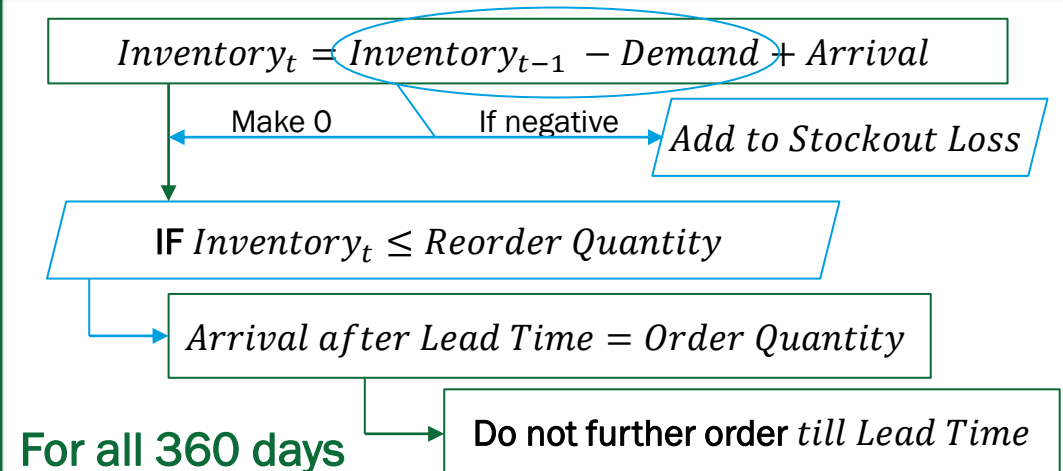 Inventory_t = Inventory_{t−1} − Demand + Arrival
Make 0
If negative
Add to Stockout Loss
IF Inventory_t ≤ Reorder Quantity
Arrival after Lead Time = Order Quantity
Do not further order till Lead Time
For all 360 days